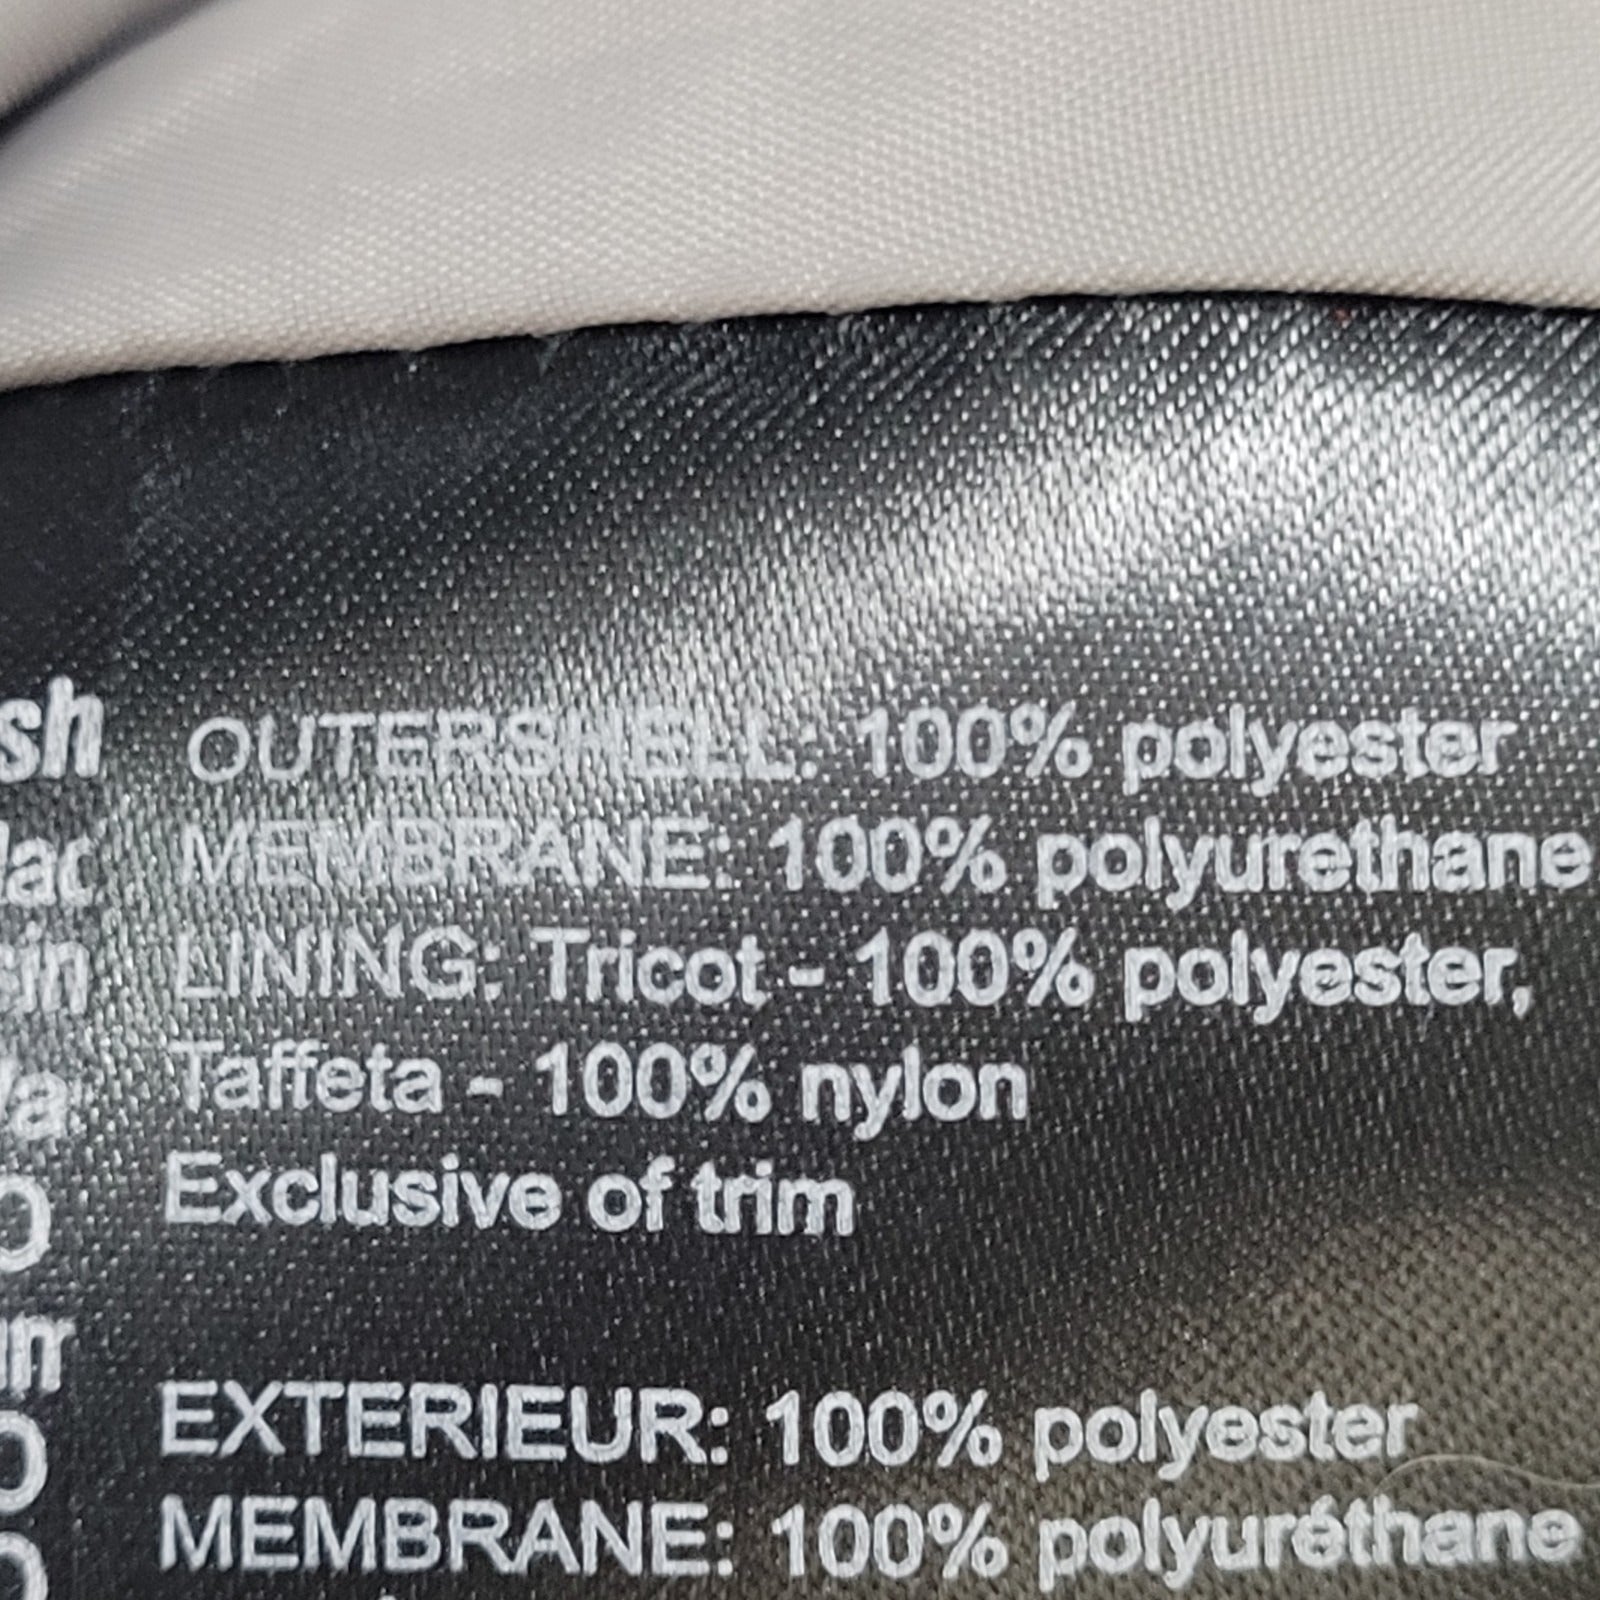 OUTERSHELL: 100% polyester
MEMBRANE: 100% polyurethane
LINING: Tricot - 100% polyester,
Taffeta - 100% nylon
Exclusive of trim
EXTERIEUR: 100% polyester
MEMBRANE: 100% polyuréthane